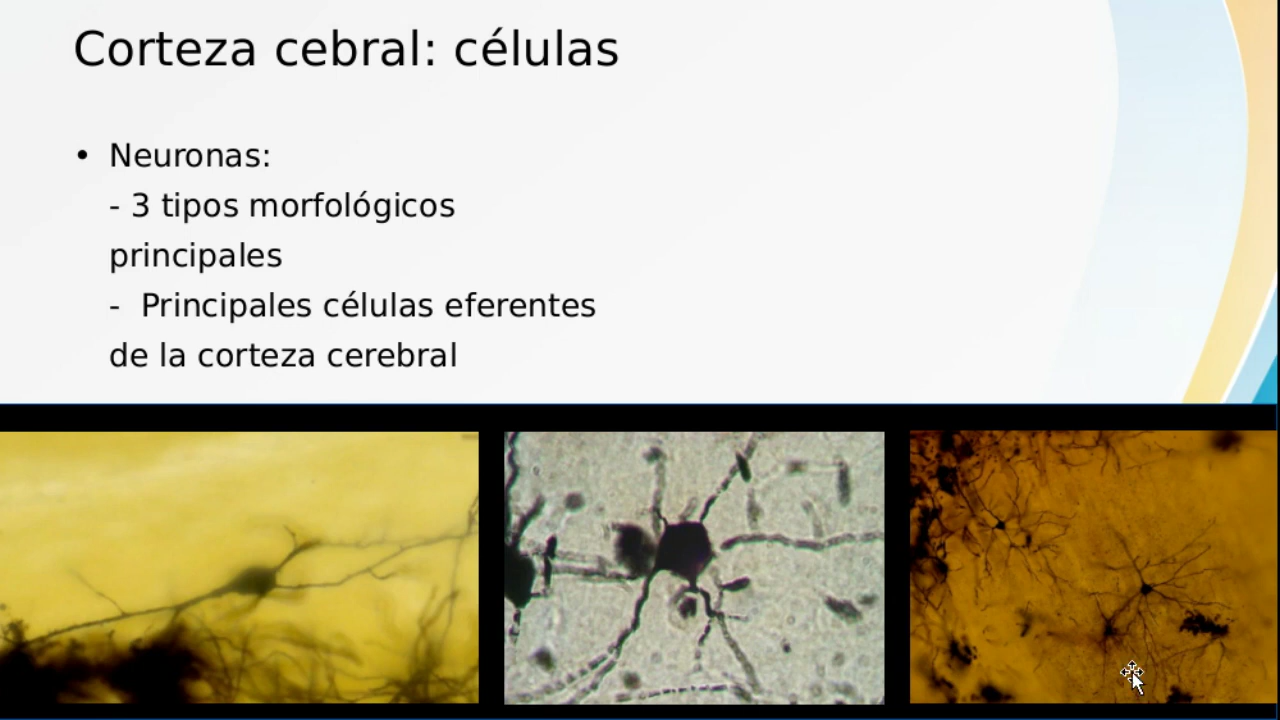 Corteza cebral: células
• Neuronas:
- 3 tipos morfológicos
principales
- Principales células eferentes
de la corteza cerebral